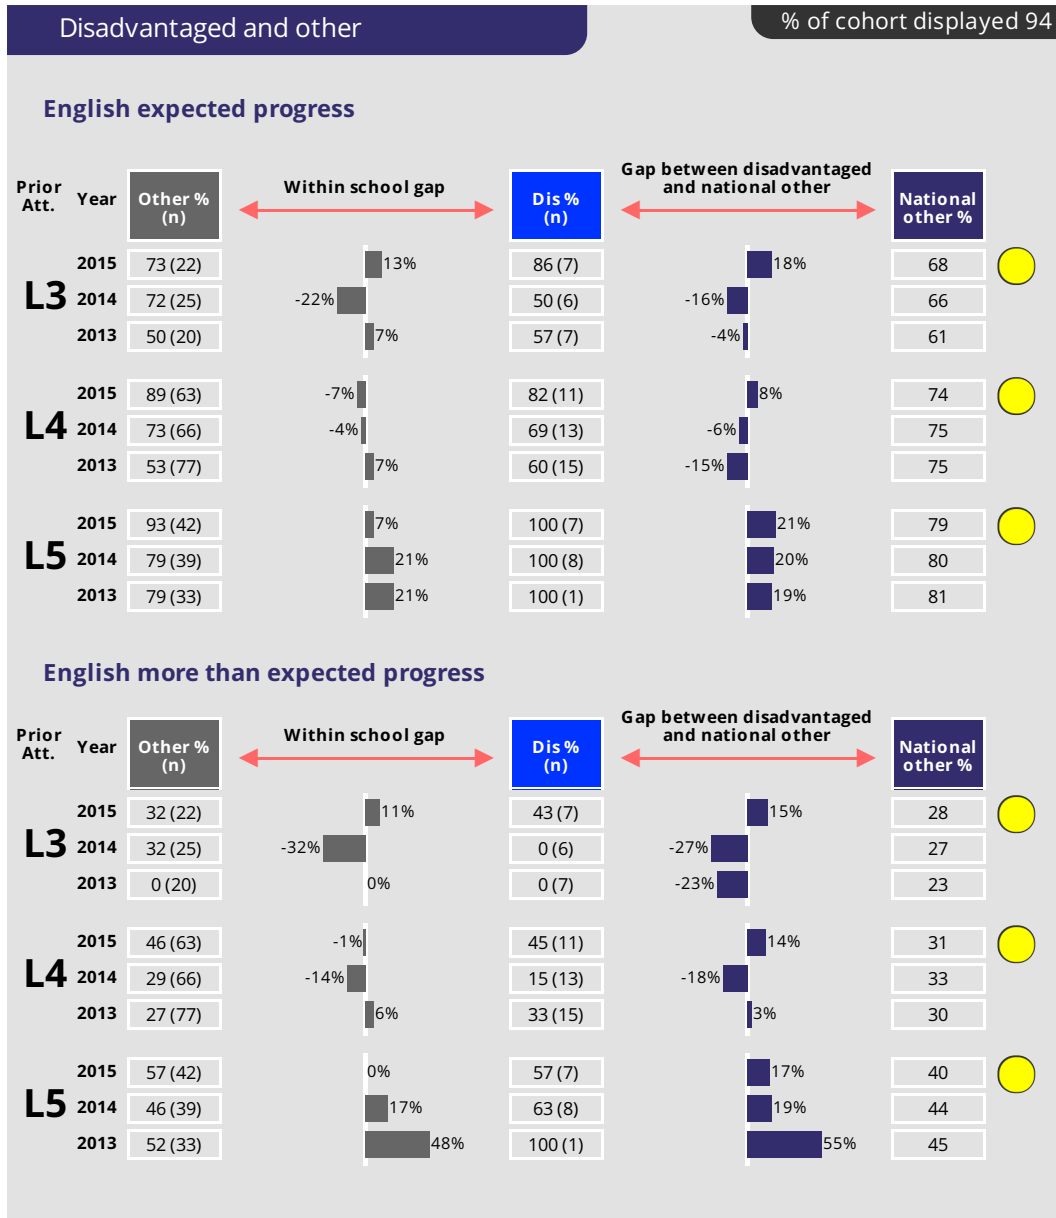 Disadvantaged and other
% of cohort displayed 94
English expected progress
Prior Att. Year Other % (n) Within school gap Dis % (n) Gap between disadvantaged and national other National other %
L3
2015 73 (22) 13% 86 (7) 18% 68
2014 72 (25) -22% 50 (6) -16% 66
2013 50 (20) 7% 57 (7) -4% 61
L4
2015 89 (63) -7% 82 (11) 8% 74
2014 73 (66) -4% 69 (13) -6% 75
2013 53 (77) 7% 60 (15) -15% 75
L5
2015 93 (42) 7% 100 (7) 21% 79
2014 79 (39) 21% 100 (8) 20% 80
2013 79 (33) 21% 100 (1) 19% 81
English more than expected progress
Prior Att. Year Other % (n) Within school gap Dis % (n) Gap between disadvantaged and national other National other %
L3
2015 32 (22) 11% 43 (7) 15% 28
2014 32 (25) -32% 0 (6) -27% 27
2013 0 (20) 0% 0 (7) -23% 23
L4
2015 46 (63) -1% 45 (11) 14% 31
2014 29 (66) -14% 15 (13) -18% 33
2013 27 (77) 6% 33 (15) 3% 30
L5
2015 57 (42) 0% 57 (7) 17% 40
2014 46 (39) 17% 63 (8) 19% 44
2013 52 (33) 48% 100 (1) 55% 45